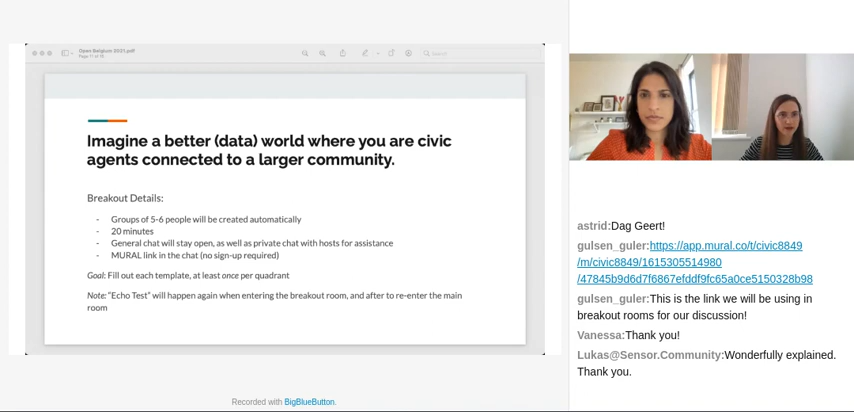 Open Belgium 2021.pdf
Search
Imagine a better (data) world where you are civic
agents connected to a larger community.
Breakout Details:
- Groups of 5-6 people will be created automatically
- 20 minutes
- General chat will stay open, as well as private chat with hosts for assistance
- MURAL link in the chat (no sign-up required)
Goal: Fill out each template, at least once per quadrant
Note: “Echo Test” will happen again when entering the breakout room, and after to re-enter the main
room
Recorded with BigBlueButton.
astrid:Dag Geert!
gulsen_guler:https://app.mural.co/t/civic8849
/m/civic8849/1615305514980
/47845b9d6d7f6867efddf9fc65a0ce5150328b98
gulsen_guler:This is the link we will be using in
breakout rooms for our discussion!
Vanessa:Thank you!
Lukas@Sensor.Community:Wonderfully explained.
Thank you.